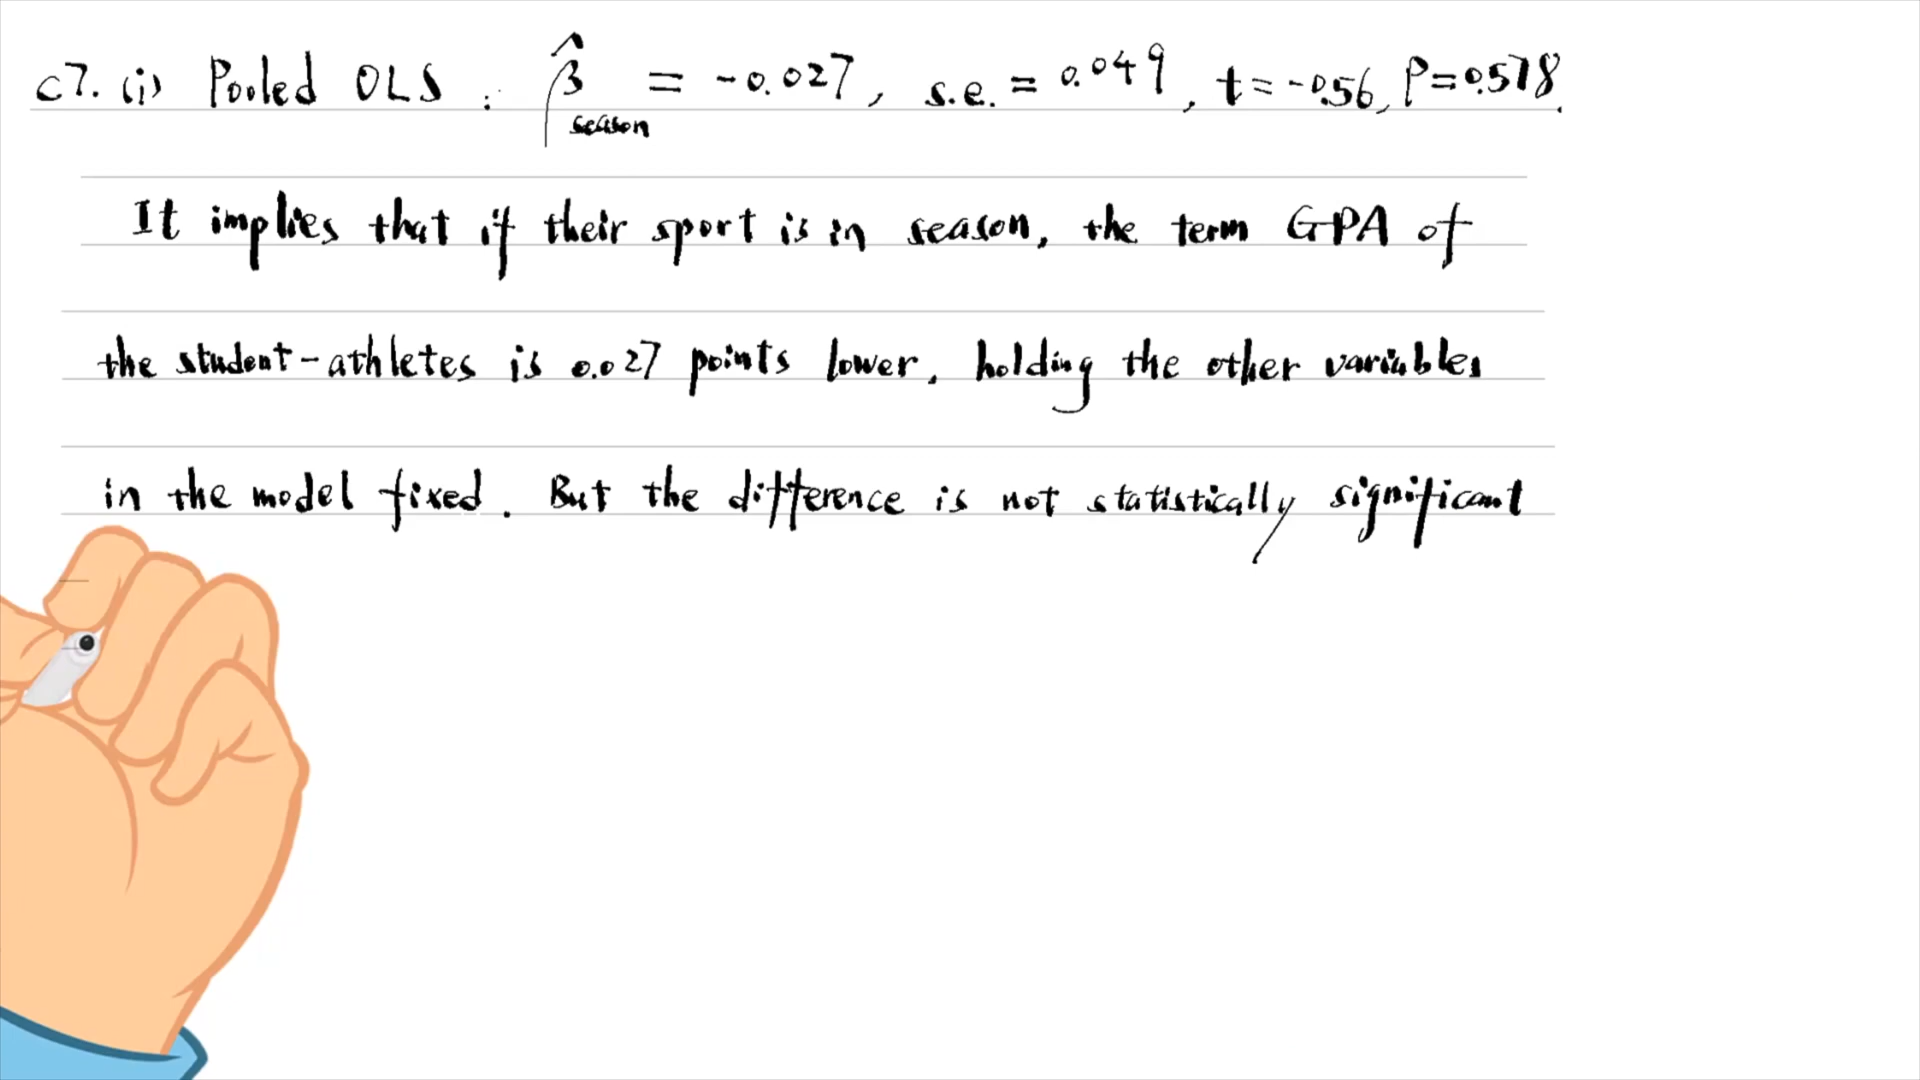 C7. (i) Pooled OLS : β̂ season = -0.027, s.e. = 0.049, t = -0.56, P=0.578.
It implies that if their sport is in season, the term GPA of
the student-athletes is 0.027 points lower, holding the other variables
in the model fixed. But the difference is not statistically significant